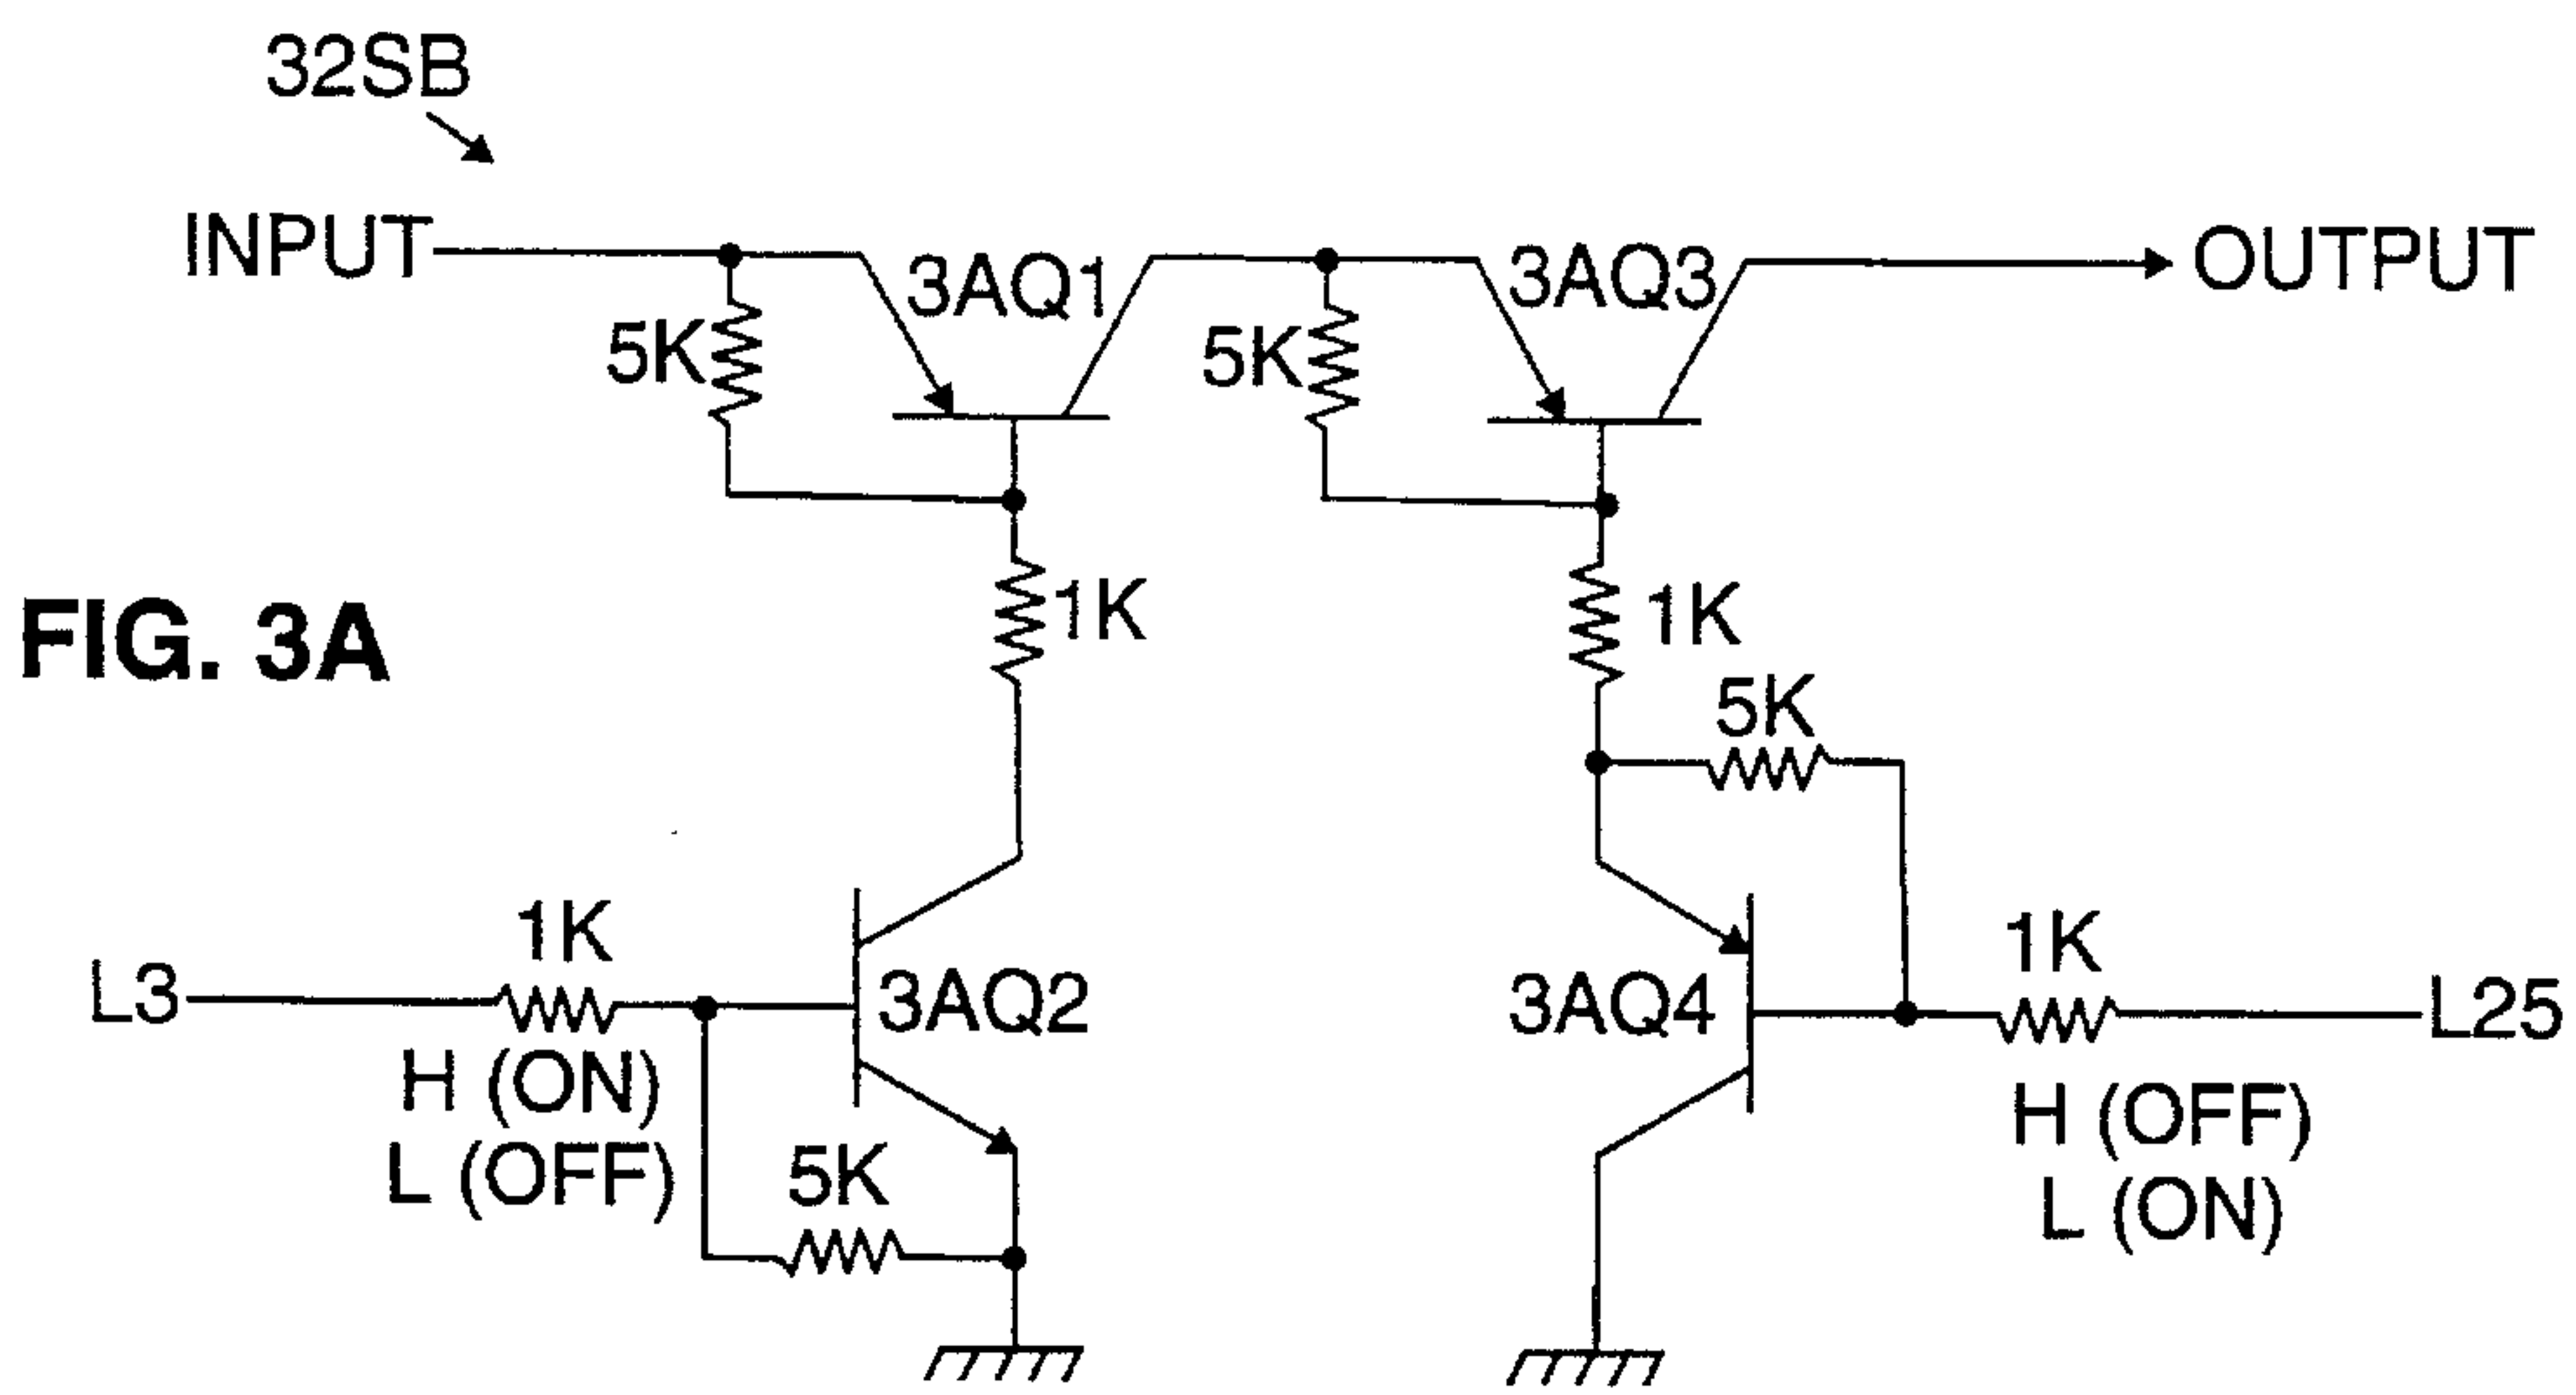 32SB
INPUT
3AQ1
3AQ3
OUTPUT
5K
5K
1K
1K
FIG. 3A
5K
1K
1K
L3
3AQ2
3AQ4
L25
H (ON)
H (OFF)
L (OFF)
5K
L (ON)